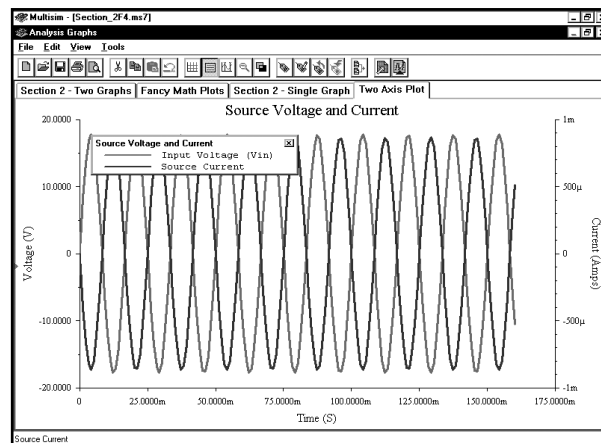 Multisim - [Section_2F4.ms7]
Analysis Graphs
File Edit View Tools
Section 2 - Two Graphs Fancy Math Plots Section 2 - Single Graph Two Axis Plot
Source Voltage and Current
20.0000
10.0000
0
-10.0000
-20.0000
Voltage (V)
Source Voltage and Current
Input Voltage (Vin)
Source Current
1m
500μ
0
-500μ
-1m
Current (Amps)
0 25.0000m 50.0000m 75.0000m 100.0000m 125.0000m 150.0000m 175.0000m
Time (S)
Source Current